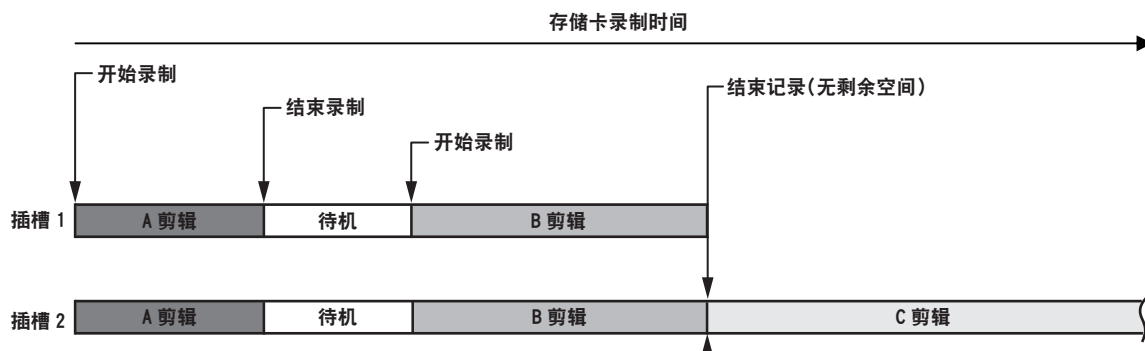 存储卡录制时间
开始录制
结束录制
开始录制
结束记录(无剩余空间)
插槽 1
A 剪辑
待机
B 剪辑
插槽 2
A 剪辑
待机
B 剪辑
C 剪辑